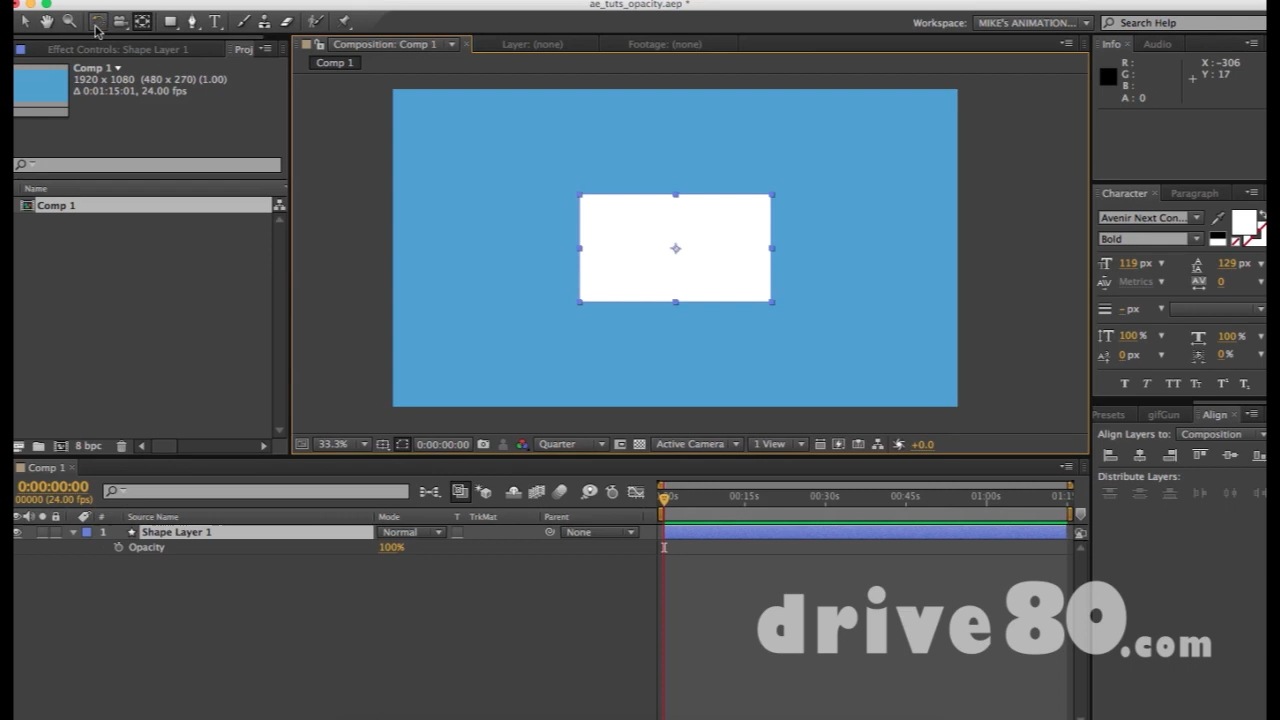 ae_tuts_opacity.aep *
Workspace: MIKE'S ANIMATION...
Search Help
Effect Controls: Shape Layer 1
Proj
Composition: Comp 1
Layer: (none)
Footage: (none)
Info
Audio
Comp 1
1920 x 1080 (480 x 270) (1.00)
Δ 0:01:15:01, 24.00 fps
Comp 1
R:
G:
B:
A: 0
X: -306
Y: 17
Name
Comp 1
Character
Paragraph
Avenir Next Con...
Bold
119 px
129 px
Metrics
0
- px
100%
100%
0 px
0%
T T TT Tr T' T,
8 bpc
33.3%
0:00:00:00
Quarter
Active Camera
1 View
+0.0
Presets
gifGun
Align
Align Layers to: Composition
Distribute Layers:
Comp 1
0:00:00:00
00000 (24.00 fps)
00s 00:15s 00:30s 00:45s 01:00s 01:1
# Source Name Mode T TrkMat Parent
1 Shape Layer 1 Normal None
Opacity 100%
drive80.com